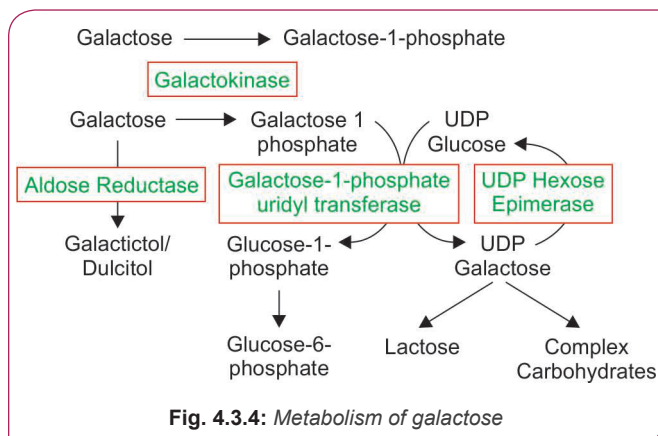 Galactose Galactose-1-phosphate
Galactokinase
Galactose Galactose 1 UDP
phosphate Glucose
Aldose Reductase Galactose-1-phosphate UDP Hexose
uridyl transferase Epimerase
Galactictol/ Glucose-1- UDP
Dulcitol phosphate Galactose
Glucose-6- Lactose Complex
phosphate Carbohydrates
Fig. 4.3.4: Metabolism of galactose